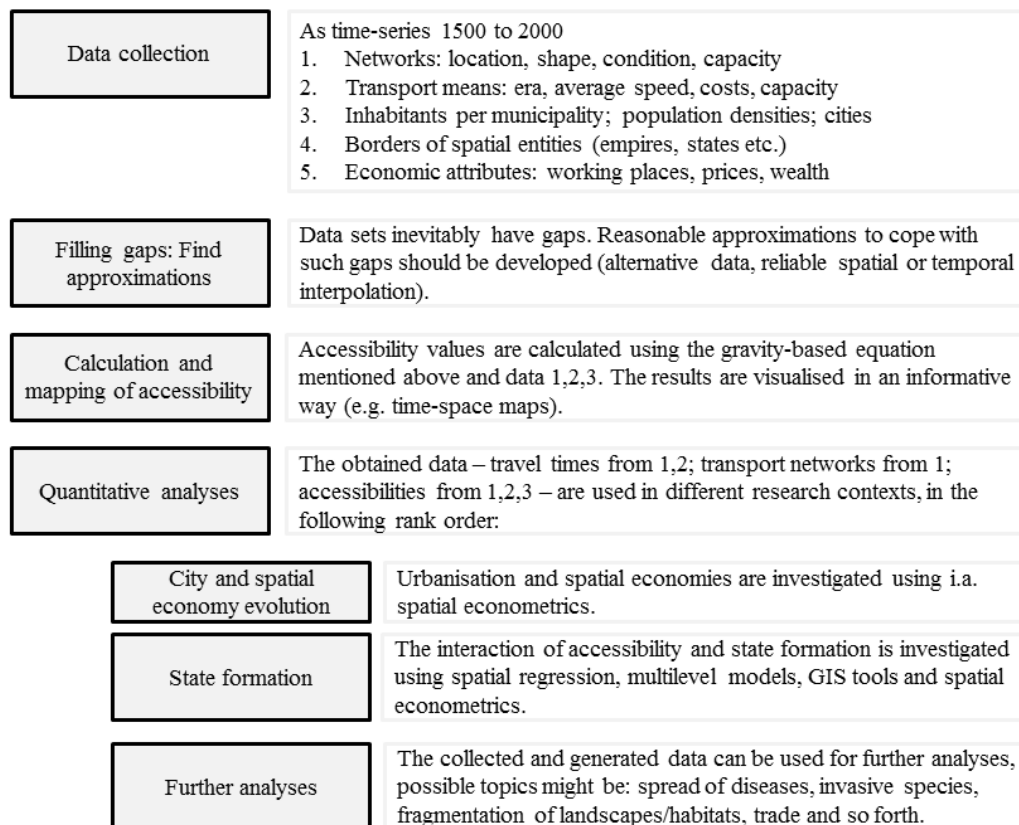 Data collection
As time-series 1500 to 2000
1. Networks: location, shape, condition, capacity
2. Transport means: era, average speed, costs, capacity
3. Inhabitants per municipality; population densities; cities
4. Borders of spatial entities (empires, states etc.)
5. Economic attributes: working places, prices, wealth
Filling gaps: Find
approximations
Data sets inevitably have gaps. Reasonable approximations to cope with
such gaps should be developed (alternative data, reliable spatial or temporal
interpolation).
Calculation and
mapping of accessibility
Accessibility values are calculated using the gravity-based equation
mentioned above and data 1,2,3. The results are visualised in an informative
way (e.g. time-space maps).
Quantitative analyses
The obtained data – travel times from 1,2; transport networks from 1;
accessibilities from 1,2,3 – are used in different research contexts, in the
following rank order:
City and spatial
economy evolution
Urbanisation and spatial economies are investigated using i.a.
spatial econometrics.
State formation
The interaction of accessibility and state formation is investigated
using spatial regression, multilevel models, GIS tools and spatial
econometrics.
Further analyses
The collected and generated data can be used for further analyses,
possible topics might be: spread of diseases, invasive species,
fragmentation of landscapes/habitats, trade and so forth.